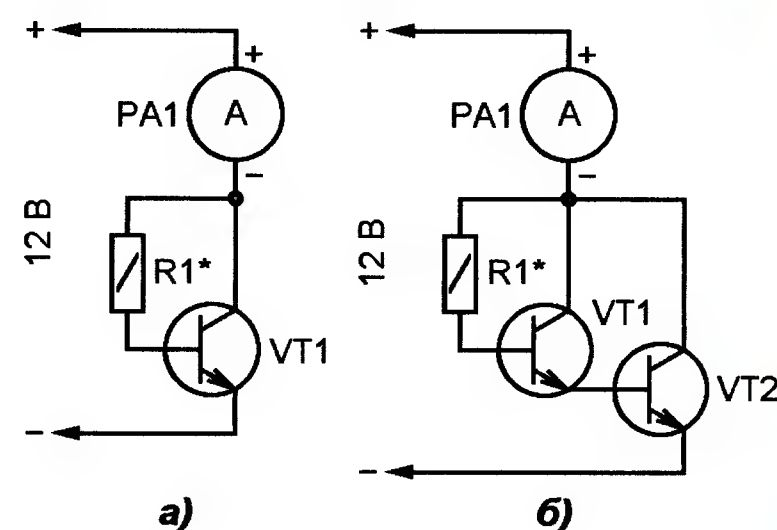 +
+
PA1
A
–
12 В
R1*
VT1
–
а)
+
+
PA1
A
–
12 В
R1*
VT1
VT2
–
б)